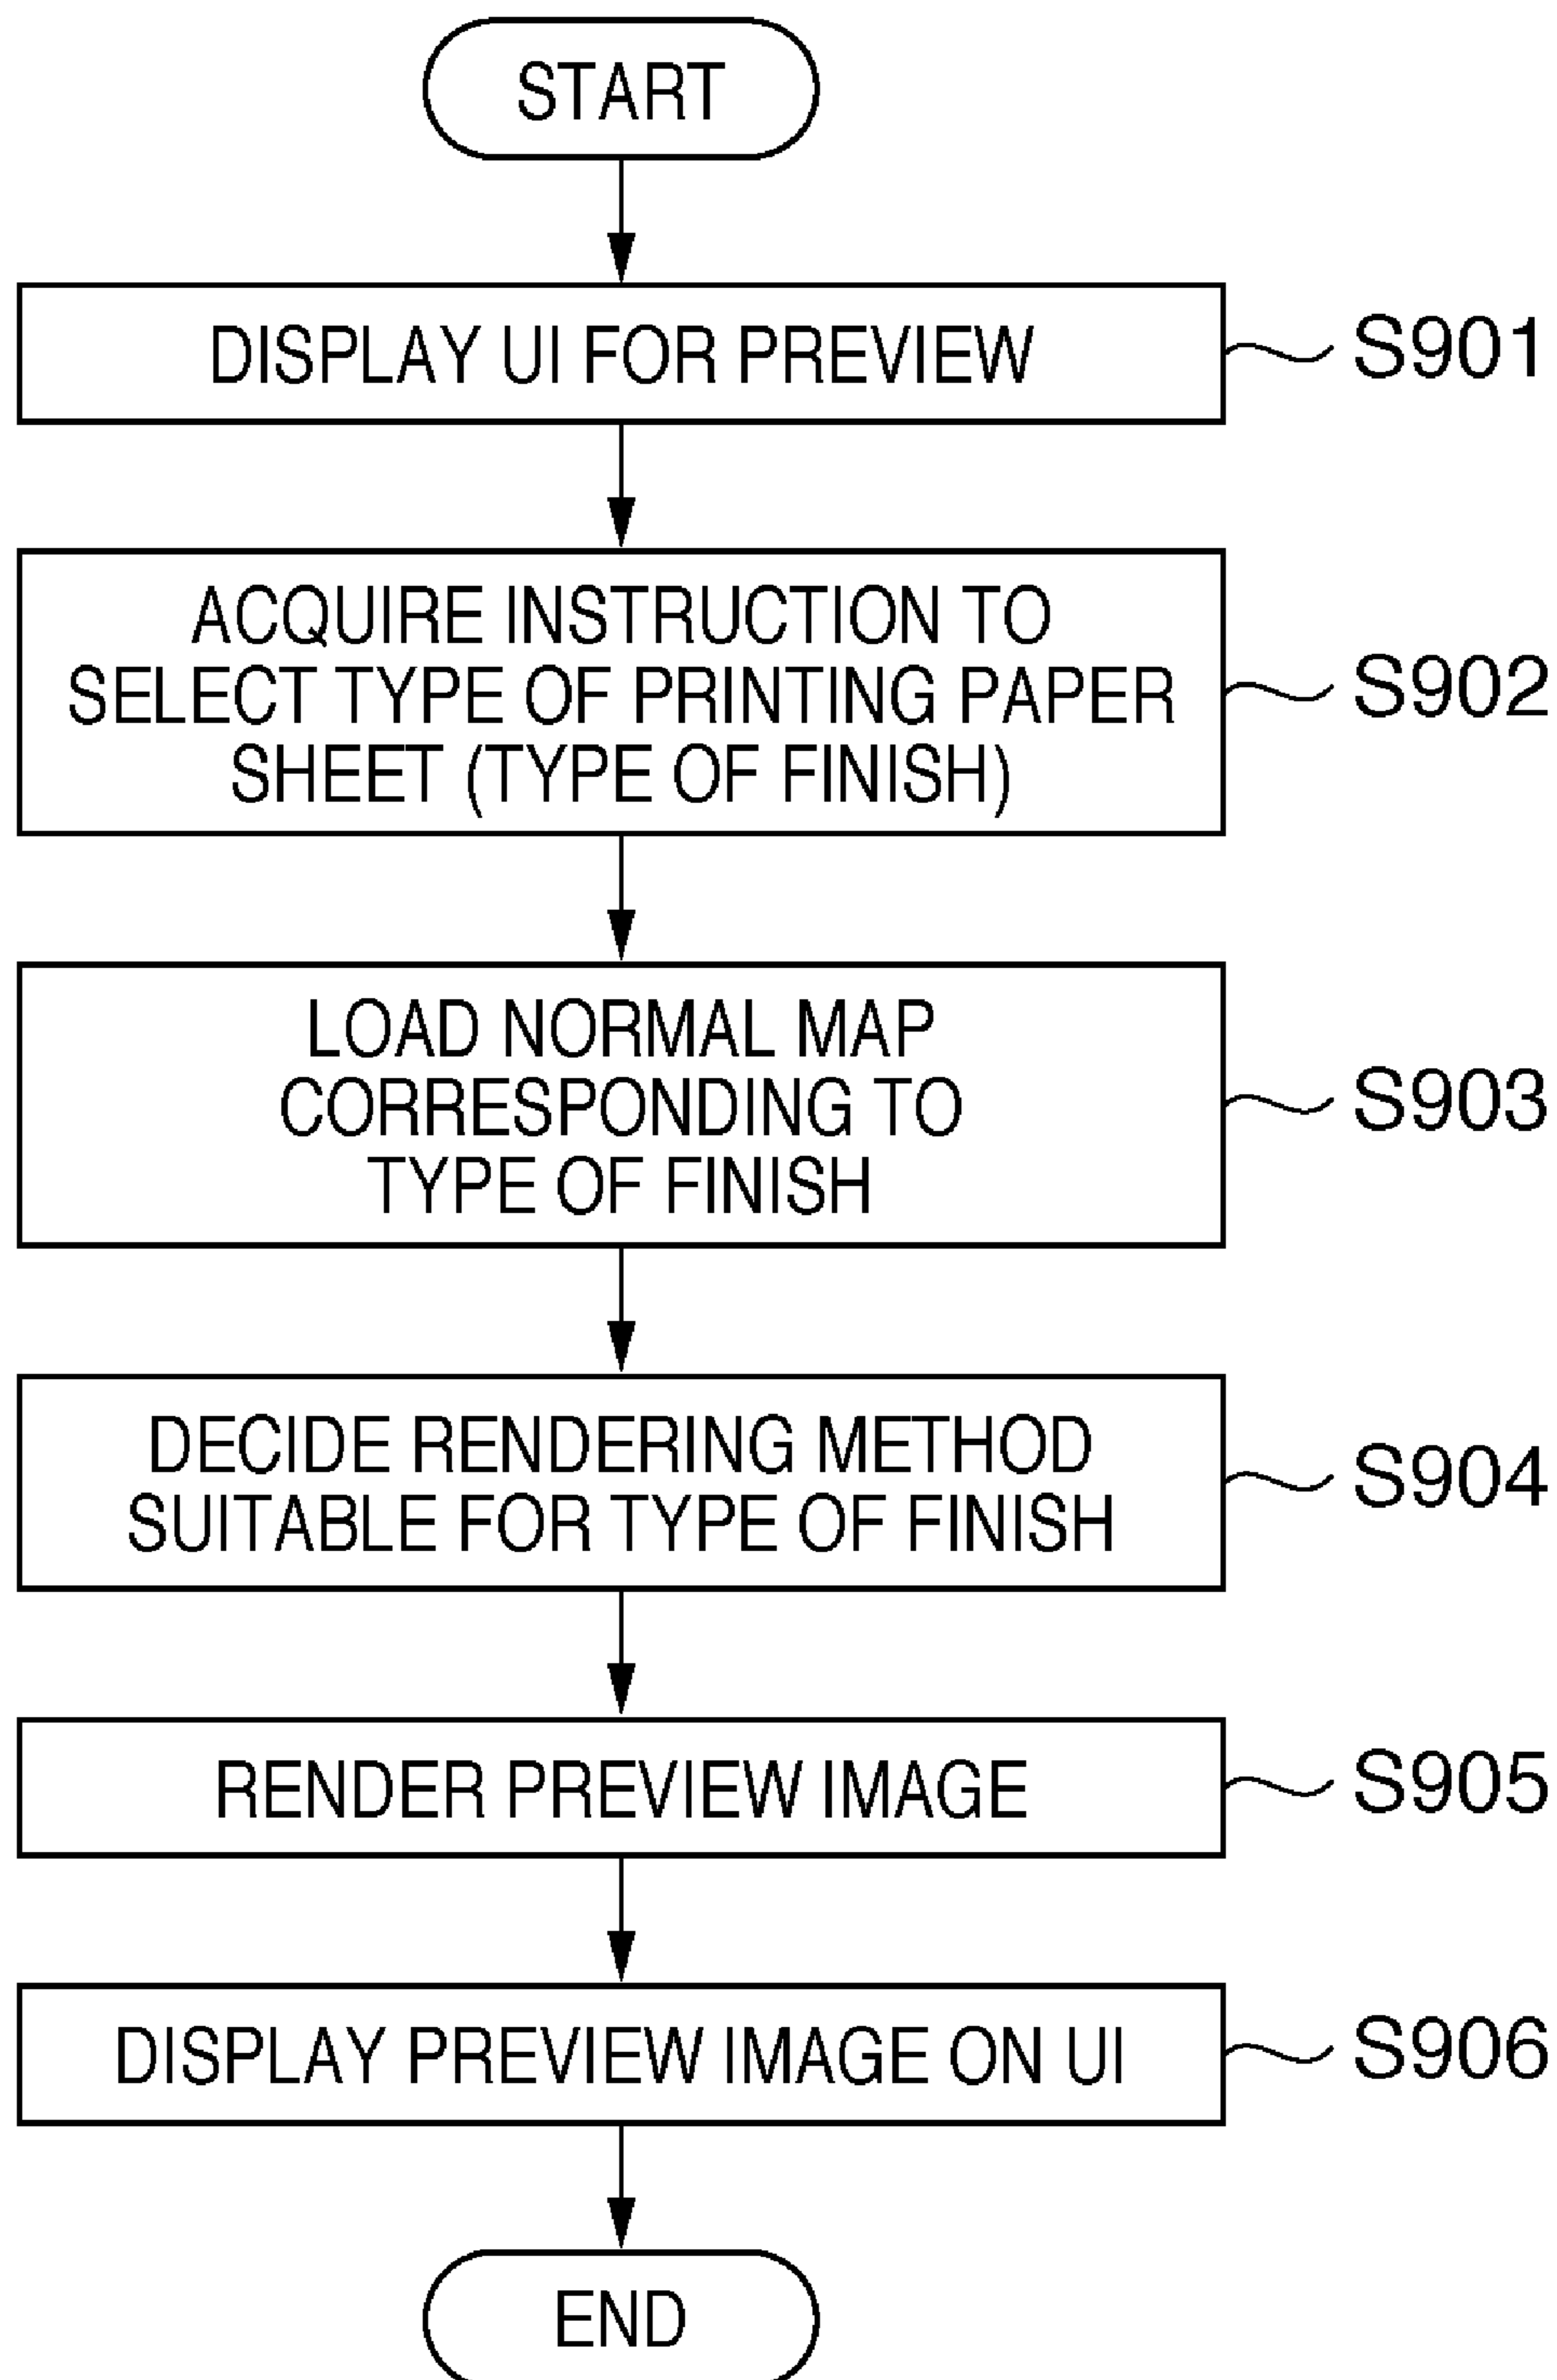 START
DISPLAY UI FOR PREVIEW
S901
ACQUIRE INSTRUCTION TO
SELECT TYPE OF PRINTING PAPER
SHEET (TYPE OF FINISH)
S902
LOAD NORMAL MAP
CORRESPONDING TO
TYPE OF FINISH
S903
DECIDE RENDERING METHOD
SUITABLE FOR TYPE OF FINISH
S904
RENDER PREVIEW IMAGE
S905
DISPLAY PREVIEW IMAGE ON UI
S906
END